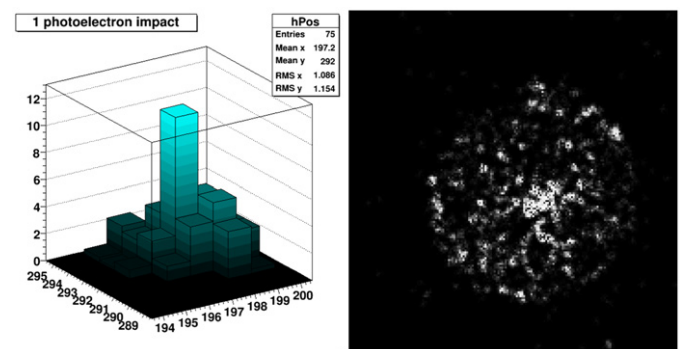 1 photoelectron impact
hPos
Entries 75
Mean x 197.2
Mean y 292
RMS x 1.086
RMS y 1.154
12
10
8
6
4
2
0
295
294
293
292
291
290
289
194 195 196 197 198 199 200